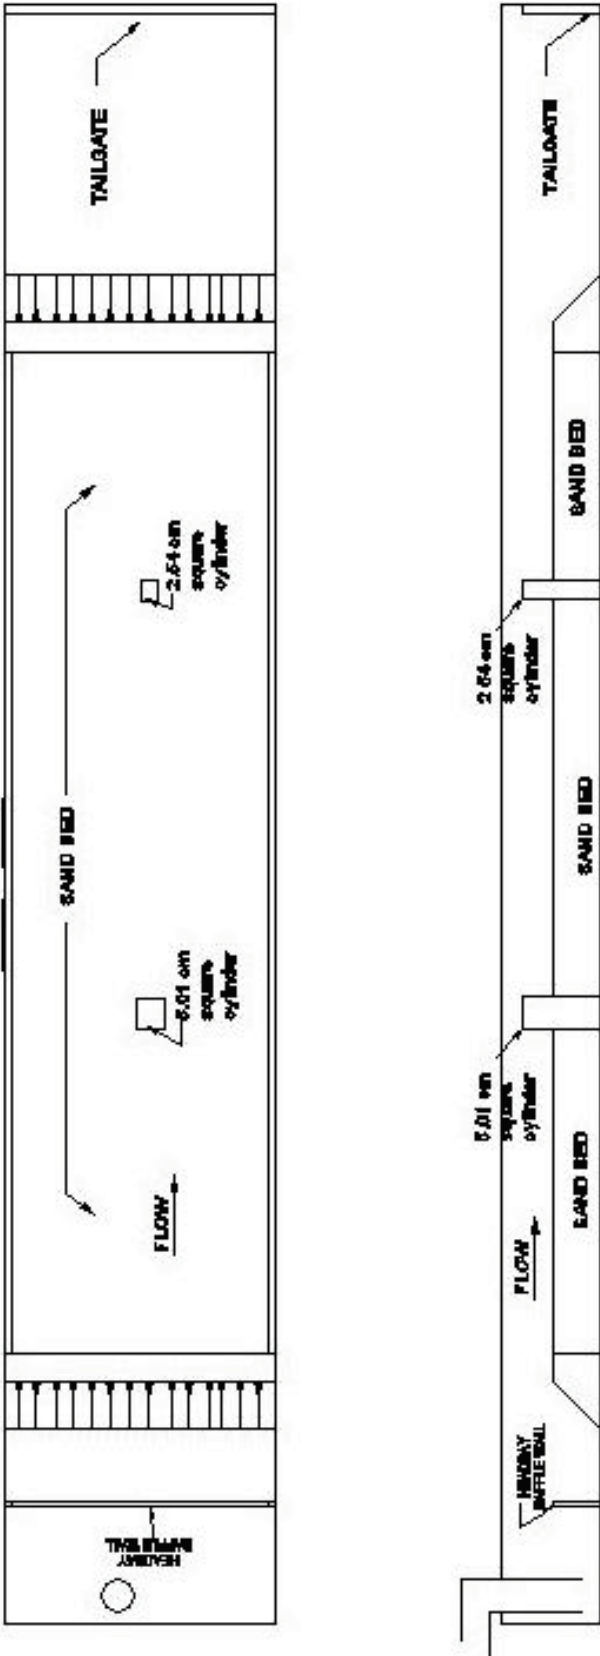 HEADBAY
BAFFLE WALL
FLOW
SAND BED
5.01 cm
square
cylinder
2.54 cm
square
cylinder
TAILGATE
HEADBAY
BAFFLE WALL
FLOW
SAND BED
5.01 cm
square
cylinder
SAND BED
2.54 cm
square
cylinder
SAND BED
TAILGATE